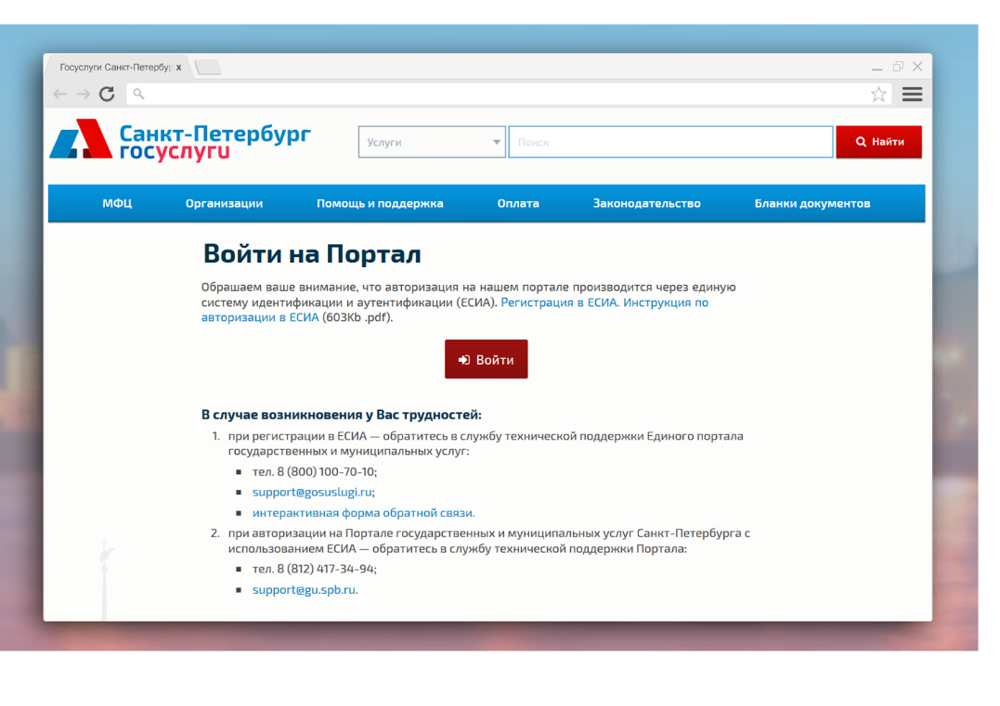 Госуслуги Санкт-Петербур x
Санкт-Петербург
госуслуги
Услуги
Поиск
Найти
МФЦ Организации Помощь и поддержка Оплата Законодательство Бланки документов
Войти на Портал
Обрашаем ваше внимание, что авторизация на нашем портале производится через единую
систему идентификации и аутентификации (ЕСИА). Регистрация в ЕСИА. Инструкция по
авторизации в ЕСИА (603Kb .pdf).
Войти
В случае возникновения у Вас трудностей:
1. при регистрации в ЕСИА — обратитесь в службу технической поддержки Единого портала
государственных и муниципальных услуг:
▪ тел. 8 (800) 100-70-10;
▪ support@gosuslugi.ru;
▪ интерактивная форма обратной связи.
2. при авторизации на Портале государственных и муниципальных услуг Санкт-Петербурга с
использованием ЕСИА — обратитесь в службу технической поддержки Портала:
▪ тел. 8 (812) 417-34-94;
▪ support@gu.spb.ru.